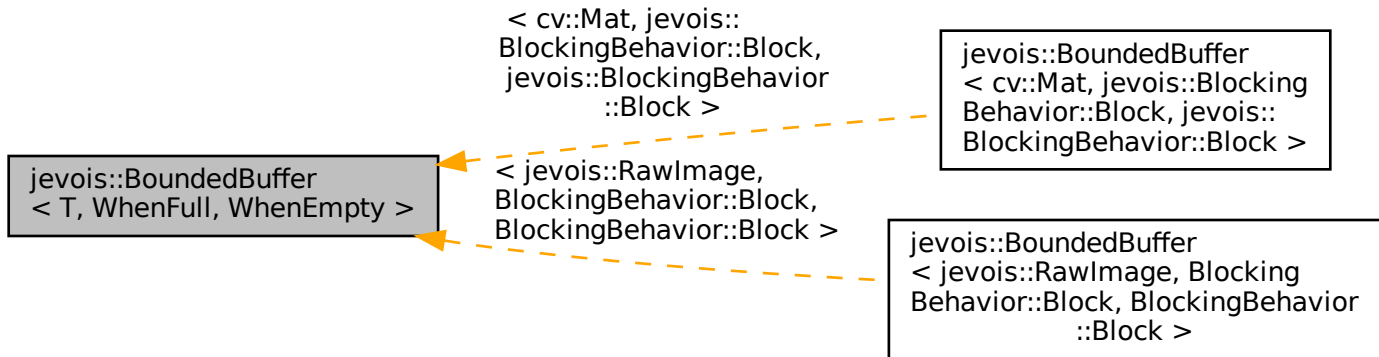 jevois::BoundedBuffer
< T, WhenFull, WhenEmpty >
< cv::Mat, jevois::
BlockingBehavior::Block,
jevois::BlockingBehavior
::Block >
< jevois::RawImage,
BlockingBehavior::Block,
BlockingBehavior::Block >
jevois::BoundedBuffer
< cv::Mat, jevois::Blocking
Behavior::Block, jevois::
BlockingBehavior::Block >
jevois::BoundedBuffer
< jevois::RawImage, Blocking
Behavior::Block, BlockingBehavior
::Block >